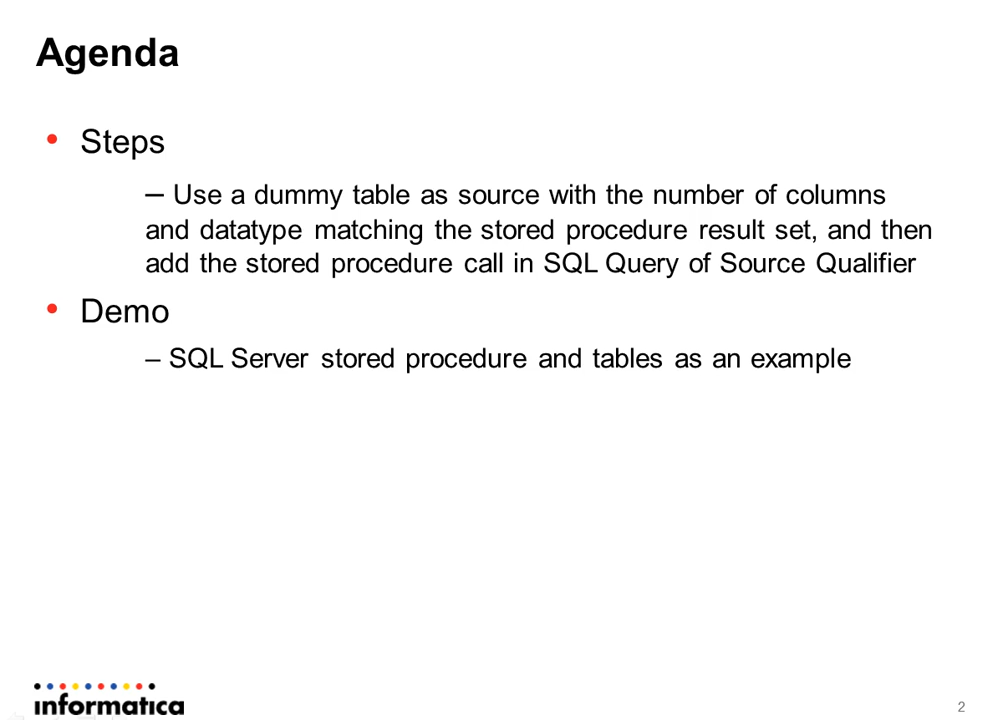 Agenda
• Steps
– Use a dummy table as source with the number of columns
and datatype matching the stored procedure result set, and then
add the stored procedure call in SQL Query of Source Qualifier
• Demo
– SQL Server stored procedure and tables as an example
informatica
2